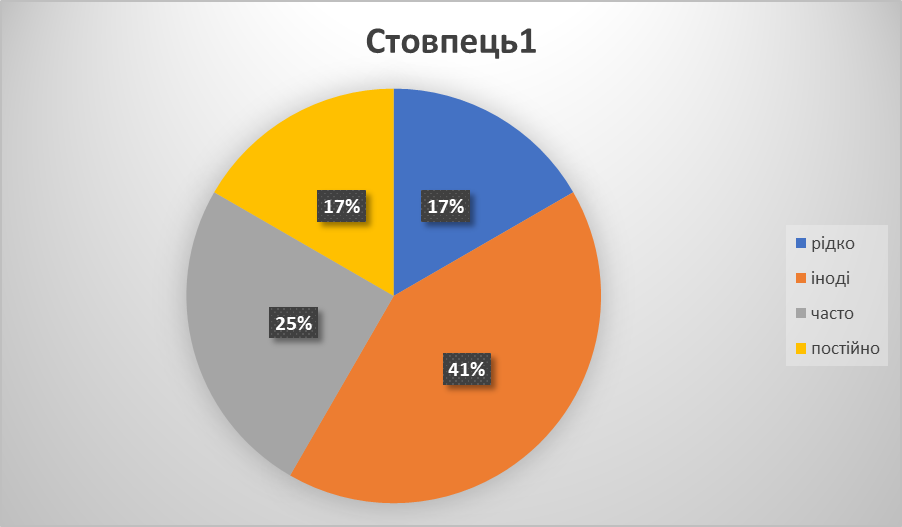 Стовпець1
17%
17%
25%
41%
рідко
іноді
часто
постійно